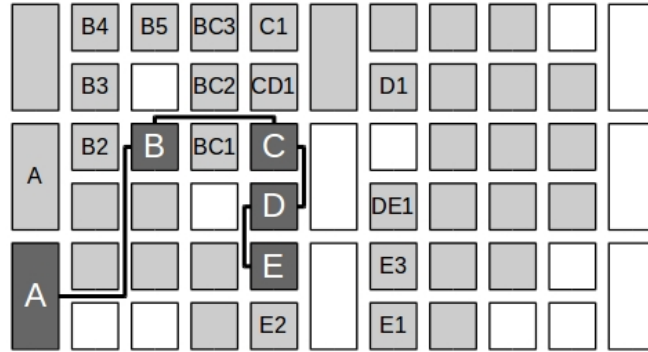 B4 B5 BC3 C1
B3 BC2 CD1 D1
A B2 B BC1 C
D DE1
A E E3
E2 E1